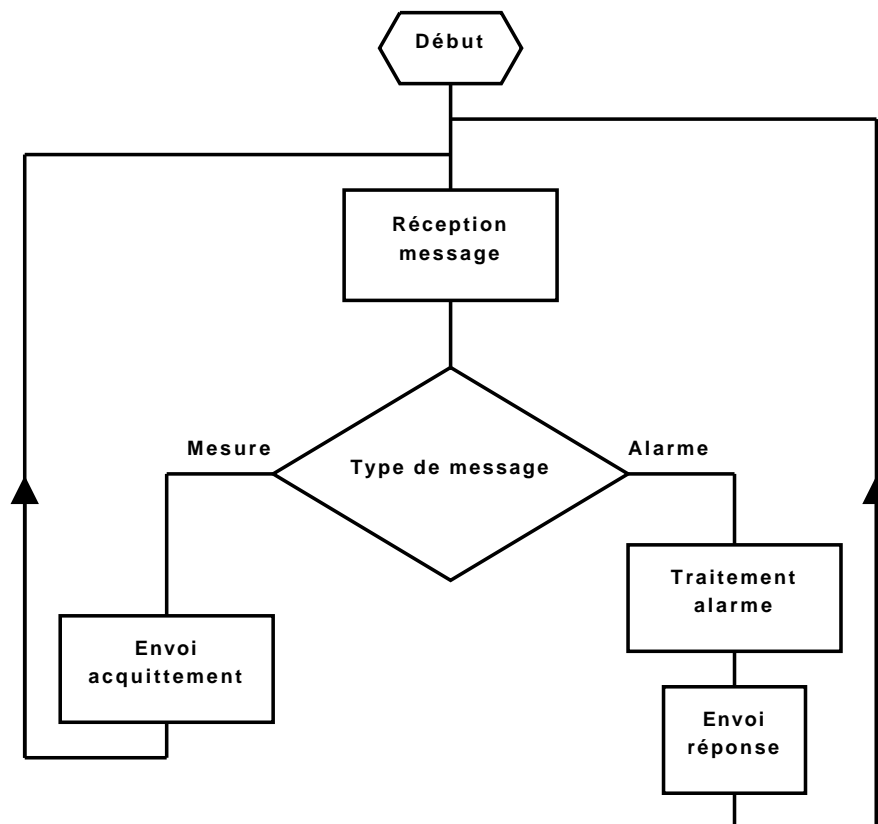 Début
Réception
message
Mesure
Alarme
Type de message
Traitement
alarme
Envoi
acquittement
Envoi
réponse